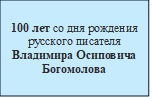 100 лет со дня рождения
русского писателя
Владимира Осиповича
Богомолова